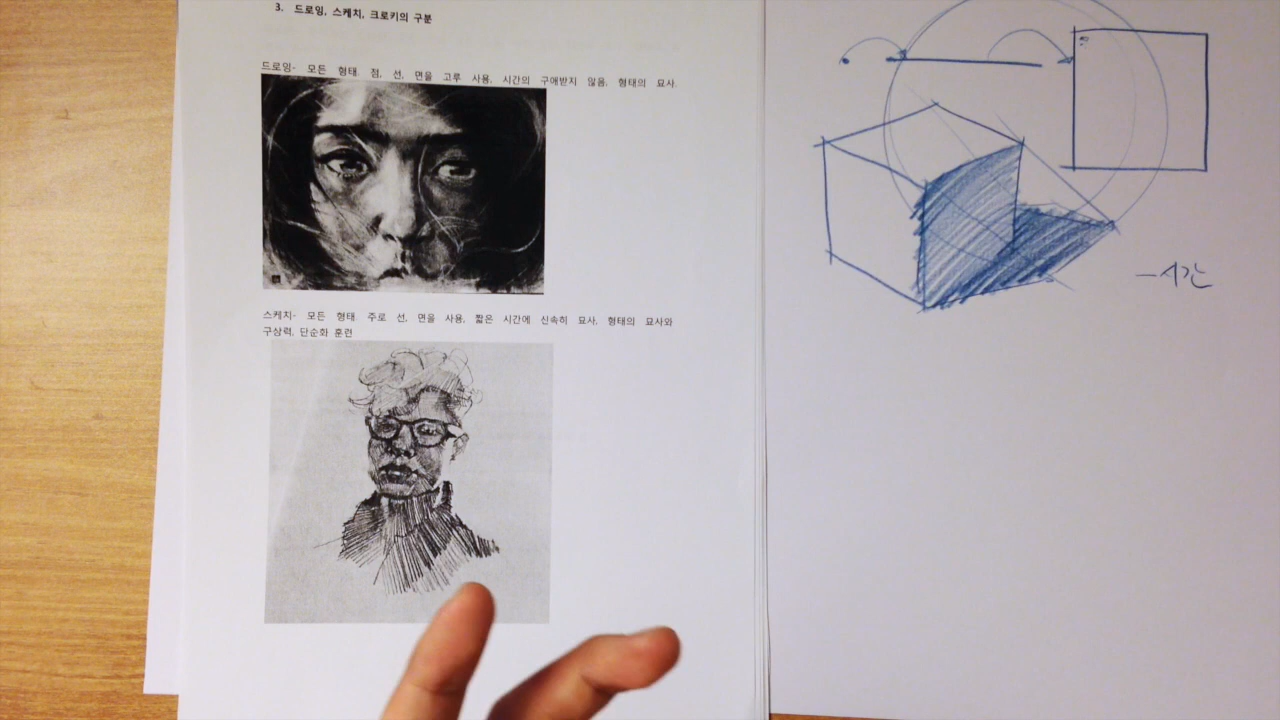 3. 드로잉, 스케치, 크로키의 구분
드로잉- 모든 형태. 점, 선, 면을 고루 사용, 시간의 구애받지 않음, 형태의 묘사.
스케치- 모든 형태. 주로 선, 면을 사용, 짧은 시간에 신속히 묘사, 형태의 묘사와
구상력, 단순화 훈련
- 시간